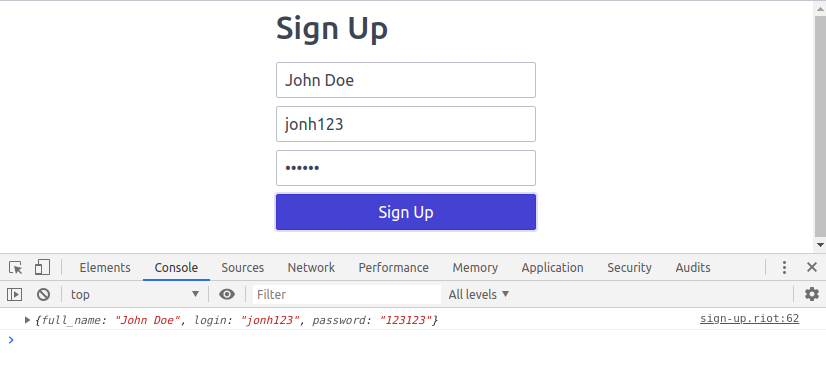 Sign Up
John Doe
jonh123
••••••
Sign Up
Elements Console Sources Network Performance Memory Application Security Audits
top Filter All levels
{full_name: "John Doe", login: "jonh123", password: "123123"} sign-up.riot:62